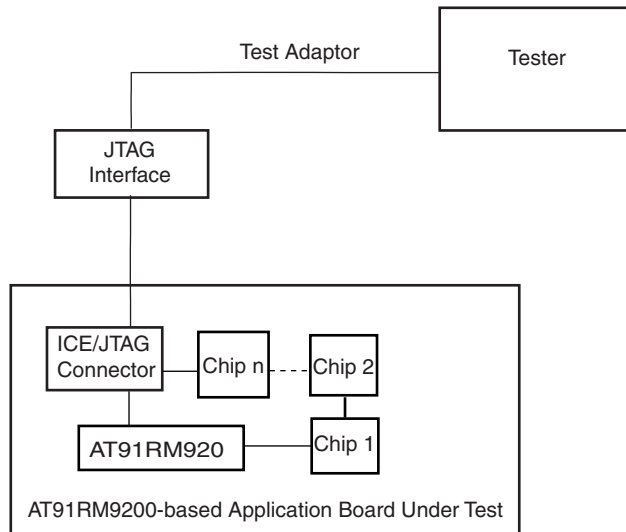 Test Adaptor
Tester
JTAG
Interface
ICE/JTAG
Connector
Chip n
Chip 2
AT91RM920
Chip 1
AT91RM9200-based Application Board Under Test